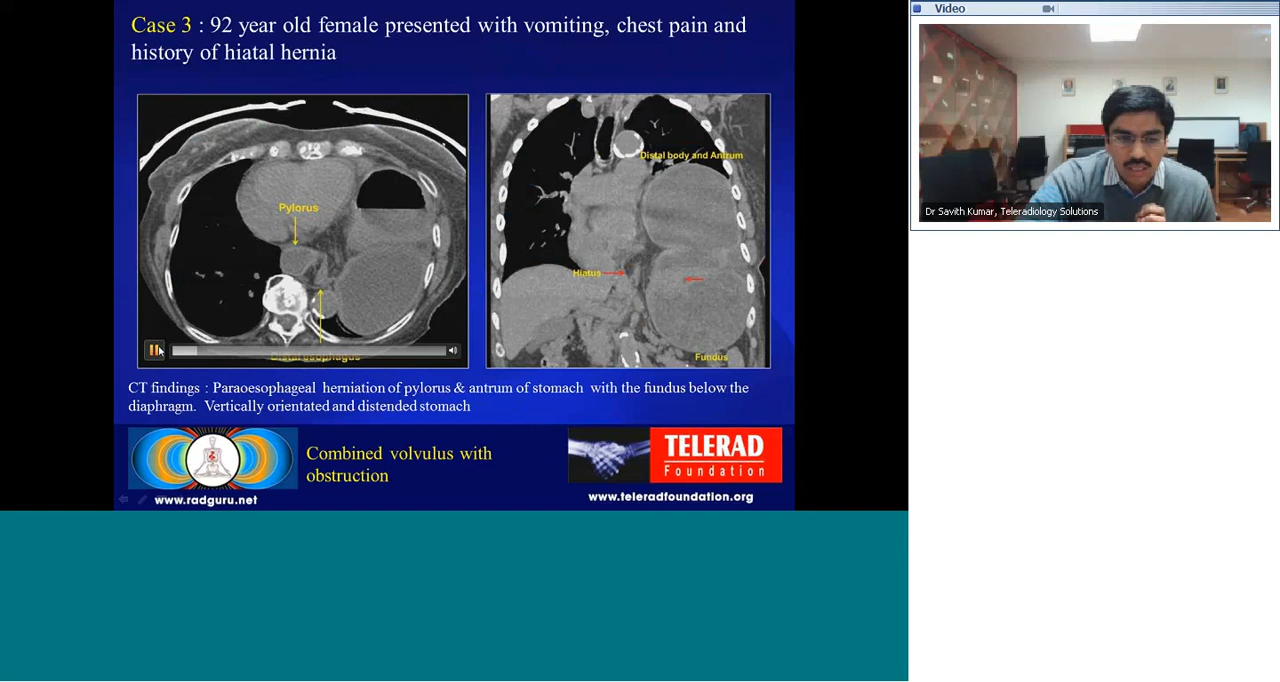 Case 3 : 92 year old female presented with vomiting, chest pain and
history of hiatal hernia
Pylorus
Distal esophagus
Distal body and Antrum
Hiatus
Fundus
CT findings : Paraoesophageal herniation of pylorus & antrum of stomach with the fundus below the
diaphragm. Vertically orientated and distended stomach
Combined volvulus with
obstruction
www.radguru.net
TELERAD
Foundation
www.teleradfoundation.org
Video
Dr Savith Kumar, Teleradiology Solutions